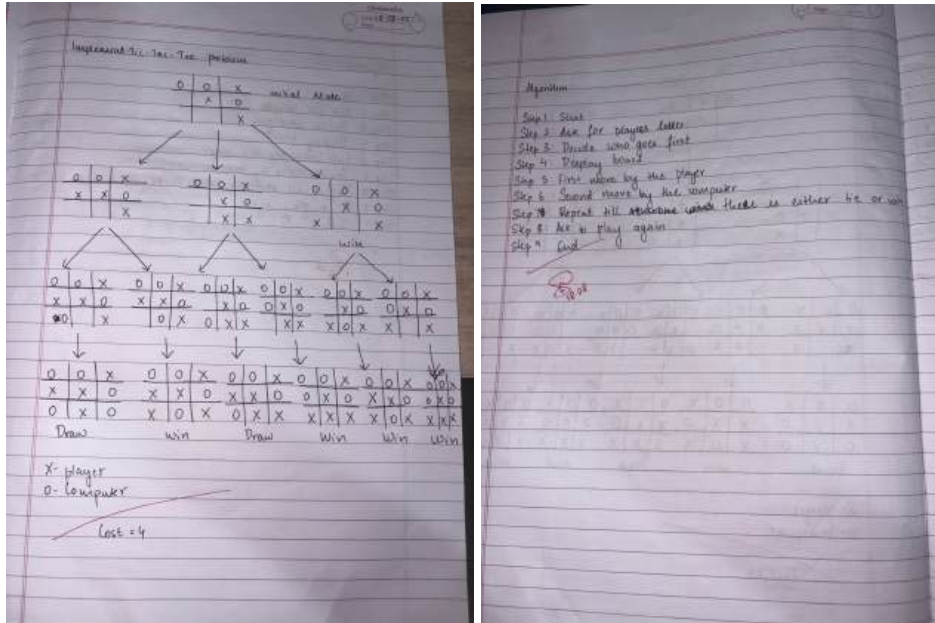 Implement Tic-Tac-Toe problem
O O X
X O
X
initial state
O O X
X X O
X
O O X
X O
X X
O O X
X O
X X
Win
O O X
X X O
O X
O O X
X X O
O X
O O X
X O
O X X
O O X
O X O
X X
O O X
X O
X O X
O O X
O X O
X X
O O X
X X O
O X O
Draw
O O X
X X O
X O X
Win
O O X
X X O
O X X
Draw
O O X
O X O
X X X
Win
O O X
X X O
X O X
Win
O O X
O X O
X X X
Win
X- player
O- Computer
Cost = 4
Algorithm
Step 1: Start
Step 2: Ask for players letter
Step 3: Decide who goes first
Step 4: Display board
Step 5: First move by the player
Step 6: Second move by the computer
Step 7: Repeat till there is either tie or win
Step 8: Ask to play again
Step 9: End